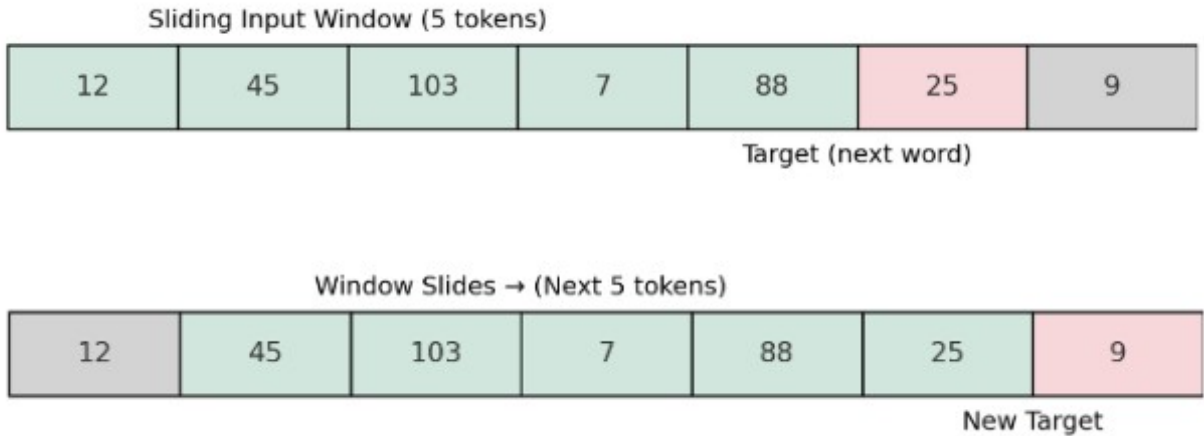 Sliding Input Window (5 tokens)
12 45 103 7 88 25 9
Target (next word)
Window Slides → (Next 5 tokens)
12 45 103 7 88 25 9
New Target